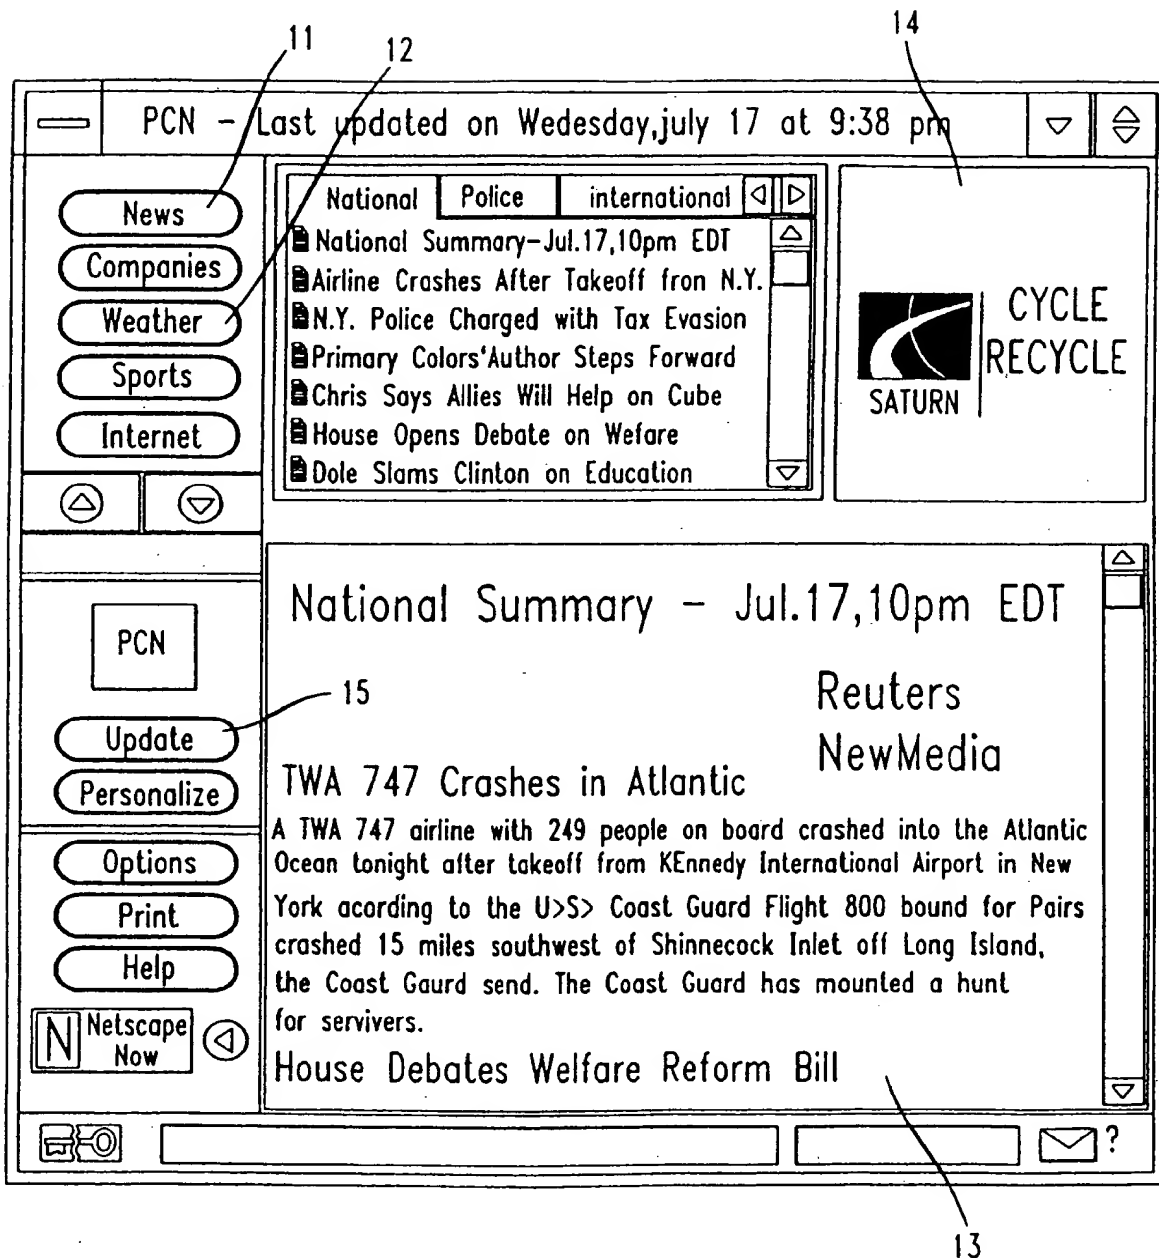 11
12
14
PCN - Last updated on Wedesday,july 17 at 9:38 pm
News
Companies
Weather
Sports
Internet
National Police international
National Summary-Jul.17,10pm EDT
Airline Crashes After Takeoff fron N.Y.
N.Y. Police Charged with Tax Evasion
Primary Colors'Author Steps Forward
Chris Says Allies Will Help on Cube
House Opens Debate on Wefare
Dole Slams Clinton on Education
SATURN
CYCLE
RECYCLE
PCN
15
Update
Personalize
Options
Print
Help
N Netscape
Now
National Summary - Jul.17,10pm EDT
Reuters
NewMedia
TWA 747 Crashes in Atlantic
A TWA 747 airline with 249 people on board crashed into the Atlantic
Ocean tonight after takeoff from KEnnedy International Airport in New
York acording to the U>S> Coast Guard Flight 800 bound for Pairs
crashed 15 miles southwest of Shinnecock Inlet off Long Island,
the Coast Gaurd send. The Coast Guard has mounted a hunt
for servivers.
House Debates Welfare Reform Bill
?
13